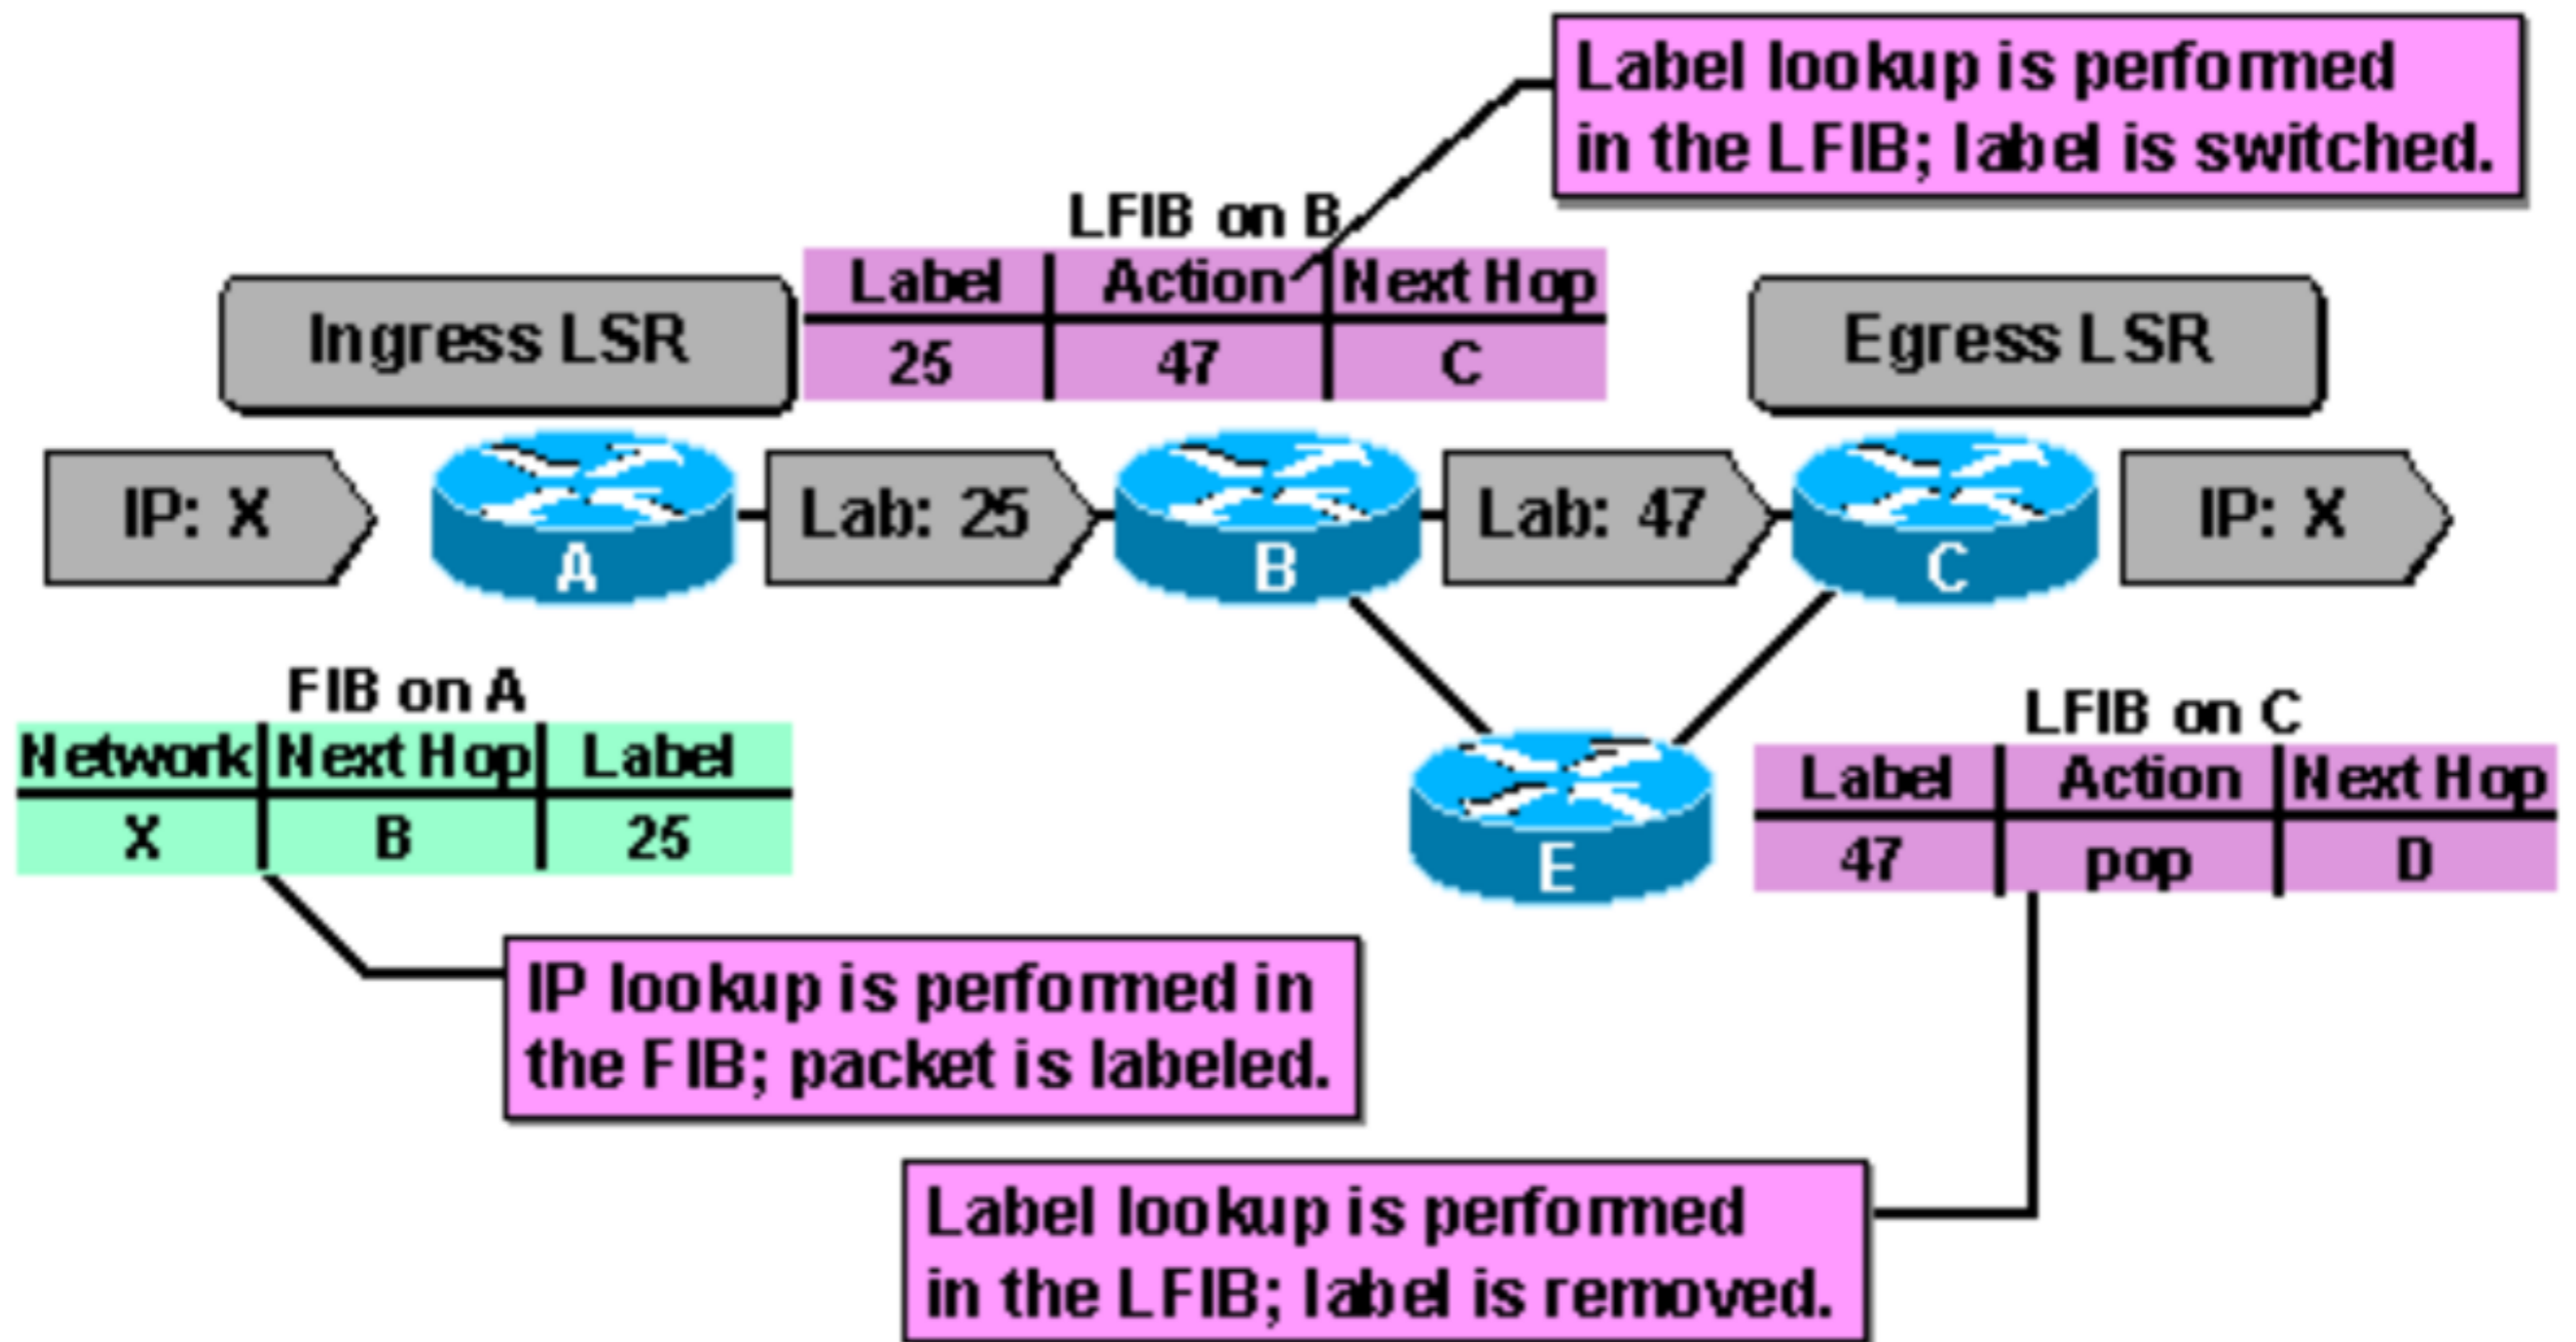 Label lookup is performed
in the LFIB; label is switched.
LFIB on B
Label Action Next Hop
25 47 C
Ingress LSR
Egress LSR
IP: X
A
Lab: 25
B
Lab: 47
C
IP: X
FIB on A
Network Next Hop Label
X B 25
E
LFIB on C
Label Action Next Hop
47 pop D
IP lookup is performed in
the FIB; packet is labeled.
Label lookup is performed
in the LFIB; label is removed.